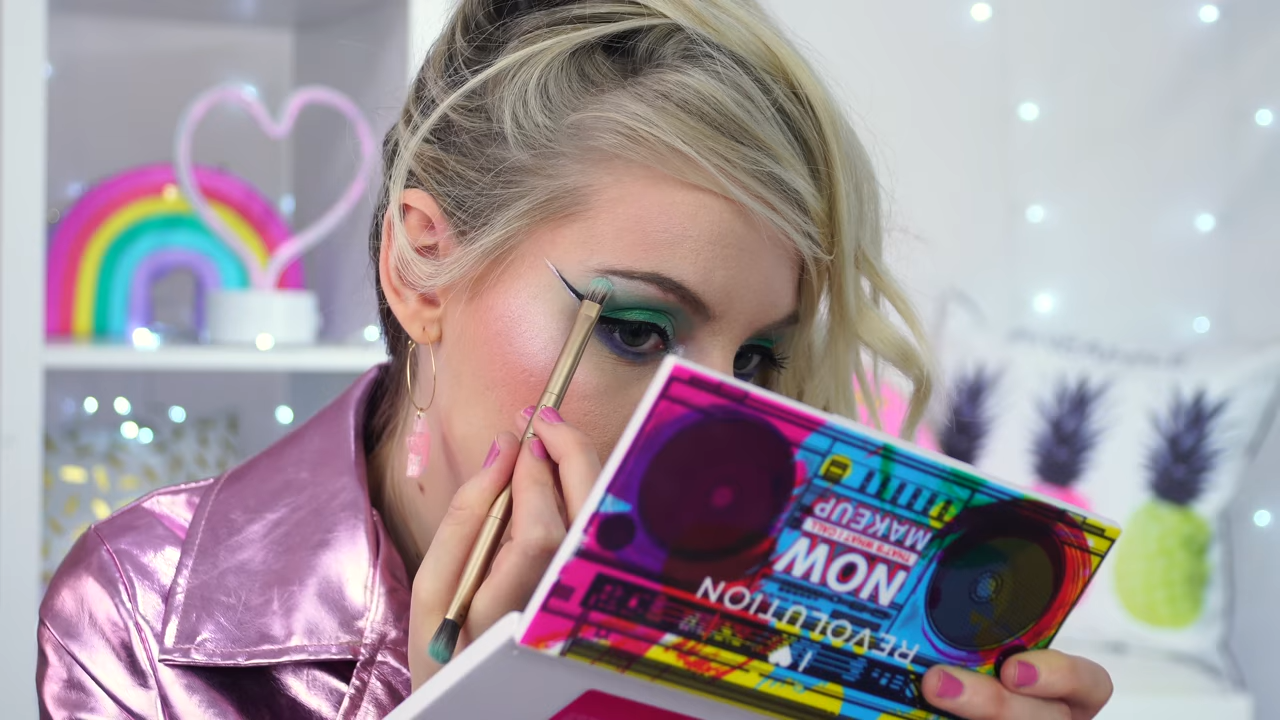 I ♥
REVOLUTION
NOW
THAT'S WHAT I CALL
MAKEUP